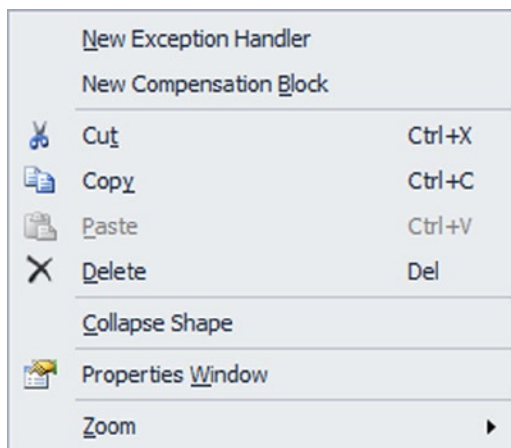 New Exception Handler
New Compensation Block
Cut Ctrl+X
Copy Ctrl+C
Paste Ctrl+V
Delete Del
Collapse Shape
Properties Window
Zoom